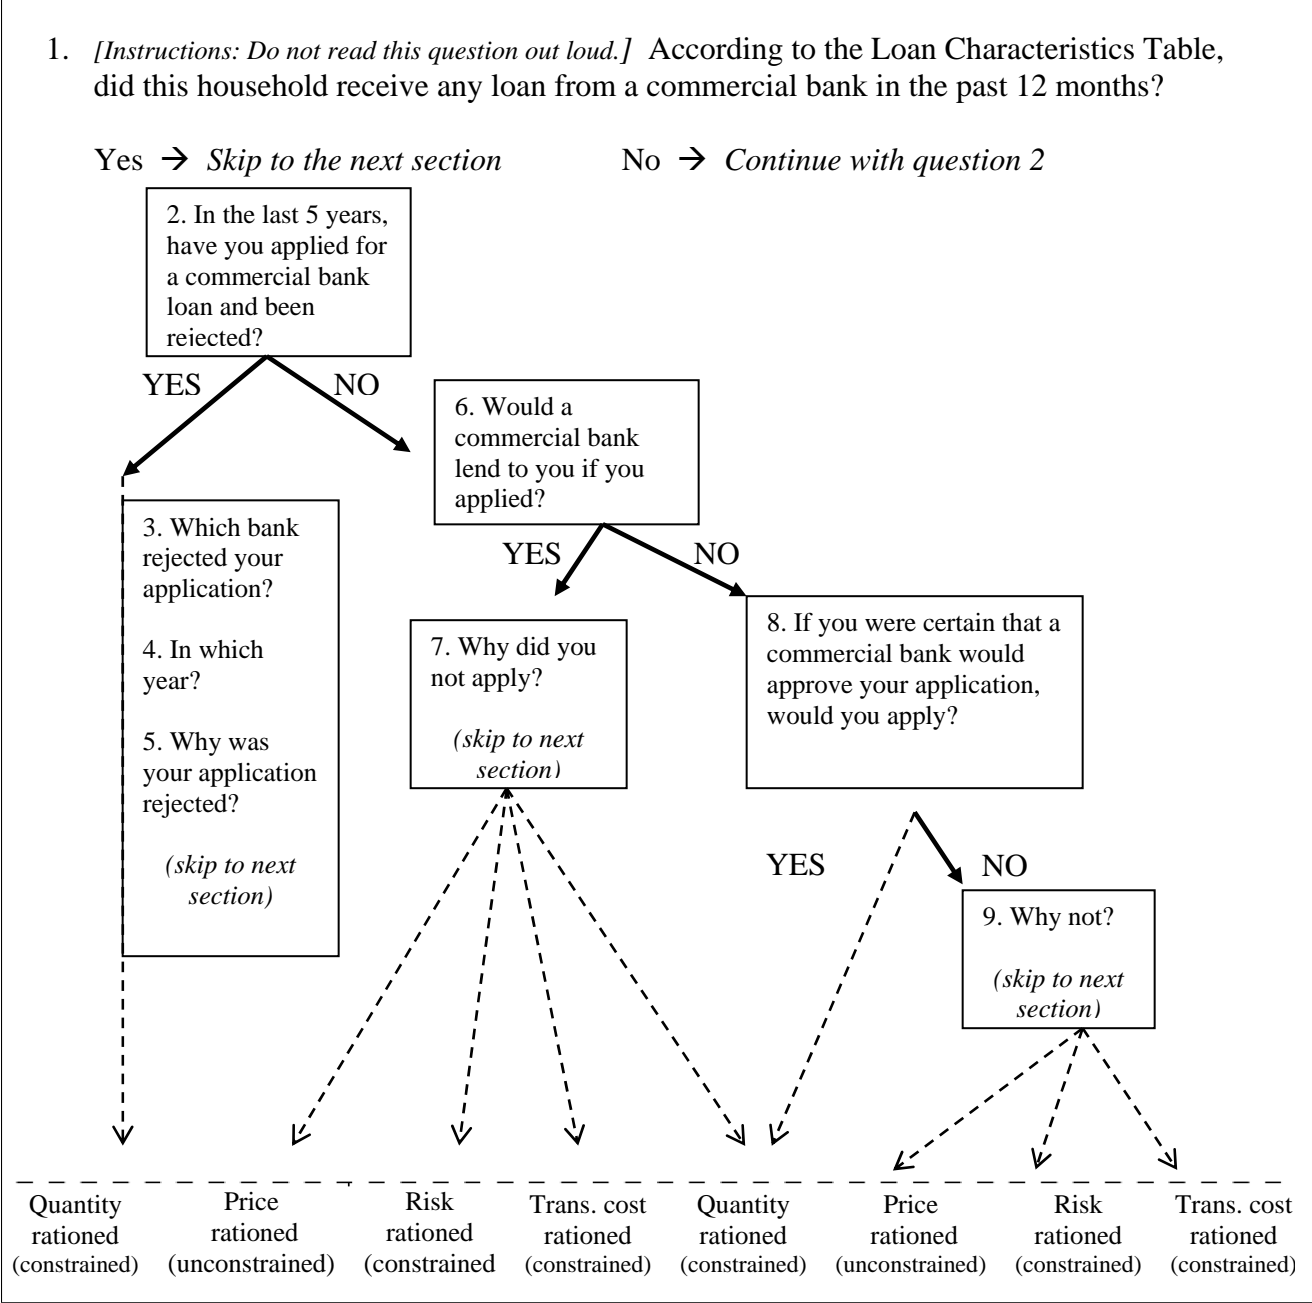 1. [Instructions: Do not read this question out loud.] According to the Loan Characteristics Table,
did this household receive any loan from a commercial bank in the past 12 months?
Yes → Skip to the next section No → Continue with question 2
2. In the last 5 years,
have you applied for
a commercial bank
loan and been
rejected?
YES NO
6. Would a
commercial bank
lend to you if you
applied?
YES NO
3. Which bank
rejected your
application?
4. In which
year?
5. Why was
your application
rejected?
(skip to next
section)
7. Why did you
not apply?
(skip to next
section)
8. If you were certain that a
commercial bank would
approve your application,
would you apply?
YES NO
9. Why not?
(skip to next
section)
Quantity
rationed
(constrained)
Price
rationed
(unconstrained)
Risk
rationed
(constrained
Trans. cost
rationed
(constrained)
Quantity
rationed
(constrained)
Price
rationed
(unconstrained)
Risk
rationed
(constrained)
Trans. cost
rationed
(constrained)